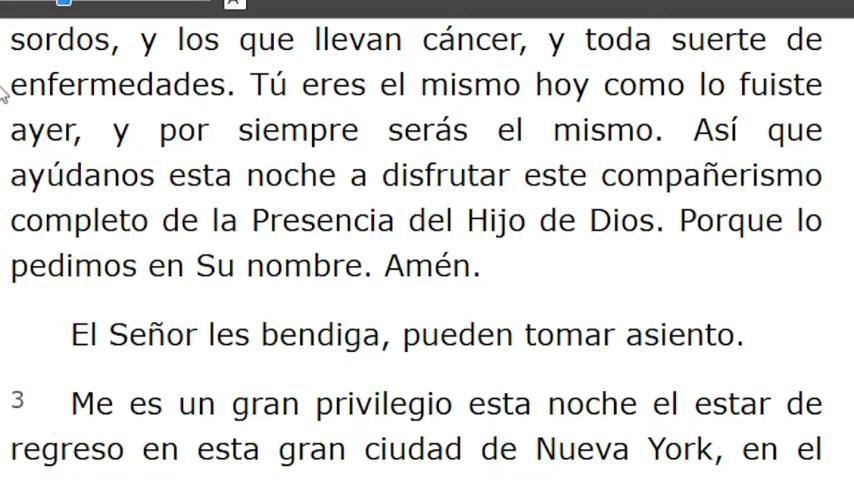 sordos, y los que llevan cáncer, y toda suerte de
enfermedades. Tú eres el mismo hoy como lo fuiste
ayer, y por siempre serás el mismo. Así que
ayúdanos esta noche a disfrutar este compañerismo
completo de la Presencia del Hijo de Dios. Porque lo
pedimos en Su nombre. Amén.
El Señor les bendiga, pueden tomar asiento.
3 Me es un gran privilegio esta noche el estar de
regreso en esta gran ciudad de Nueva York, en el